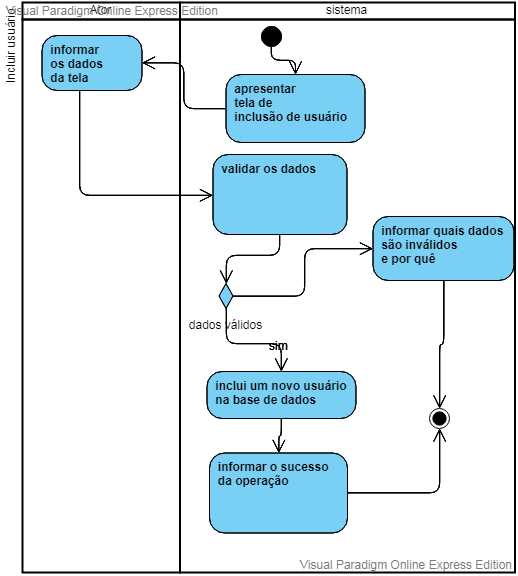 Visual Paradigm Online Express Edition
Ator
sistema
Incluir usuário
informar
os dados
da tela
apresentar
tela de
inclusão de usuário
validar os dados
informar quais dados
são inválidos
e por quê
dados válidos
sim
inclui um novo usuário
na base de dados
informar o sucesso
da operação
Visual Paradigm Online Express Edition